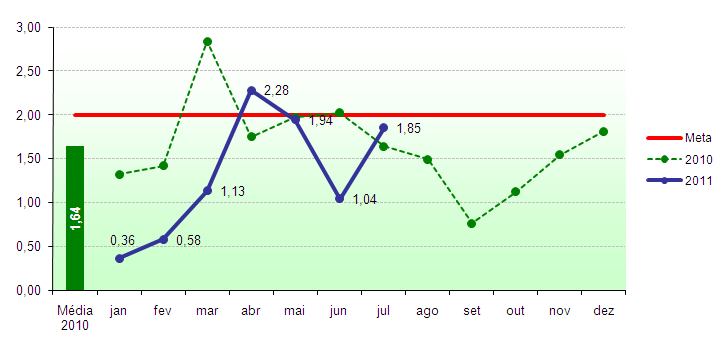 3,00
2,50
2,00
1,50
1,00
0,50
0,00
2,28
1,94
1,85
1,13
1,04
0,36
0,58
1,64
Média 2010
jan
fev
mar
abr
mai
jun
jul
ago
set
out
nov
dez
Meta
2010
2011